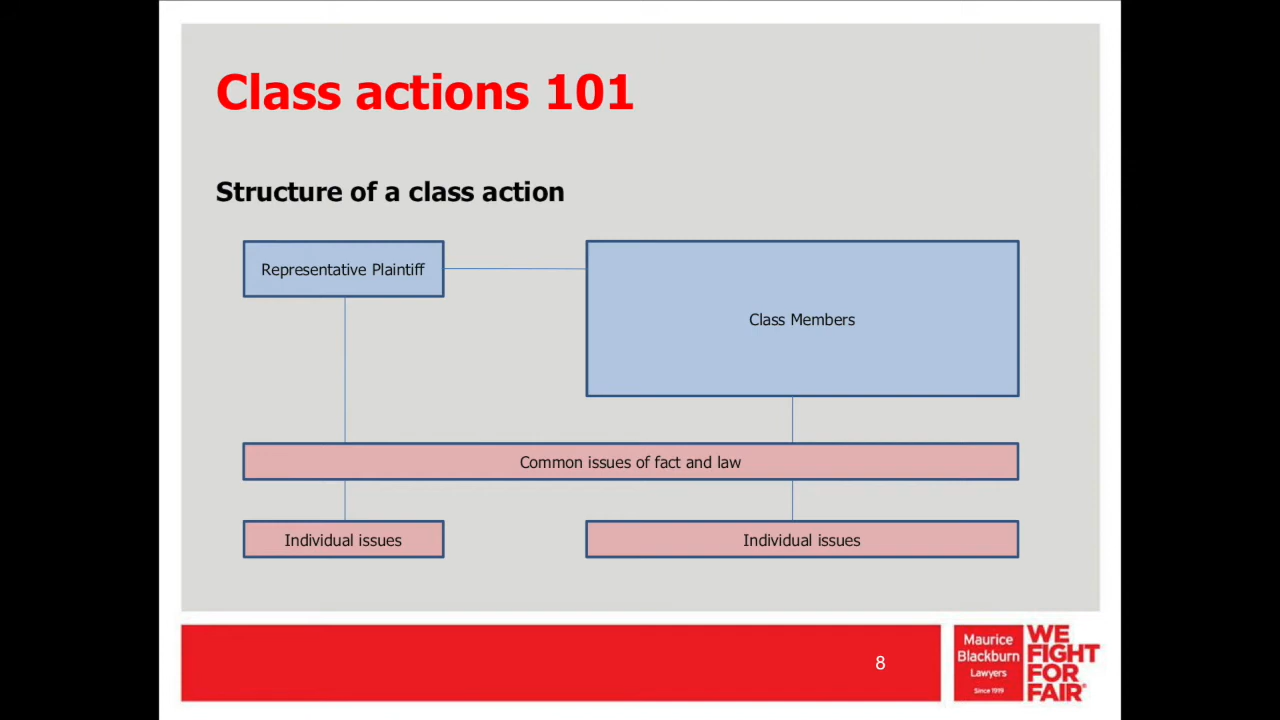 Class actions 101
Structure of a class action
Representative Plaintiff
Class Members
Common issues of fact and law
Individual issues
Individual issues
8
Maurice
Blackburn
Lawyers
Since 1919
WE
FIGHT
FOR
FAIR®